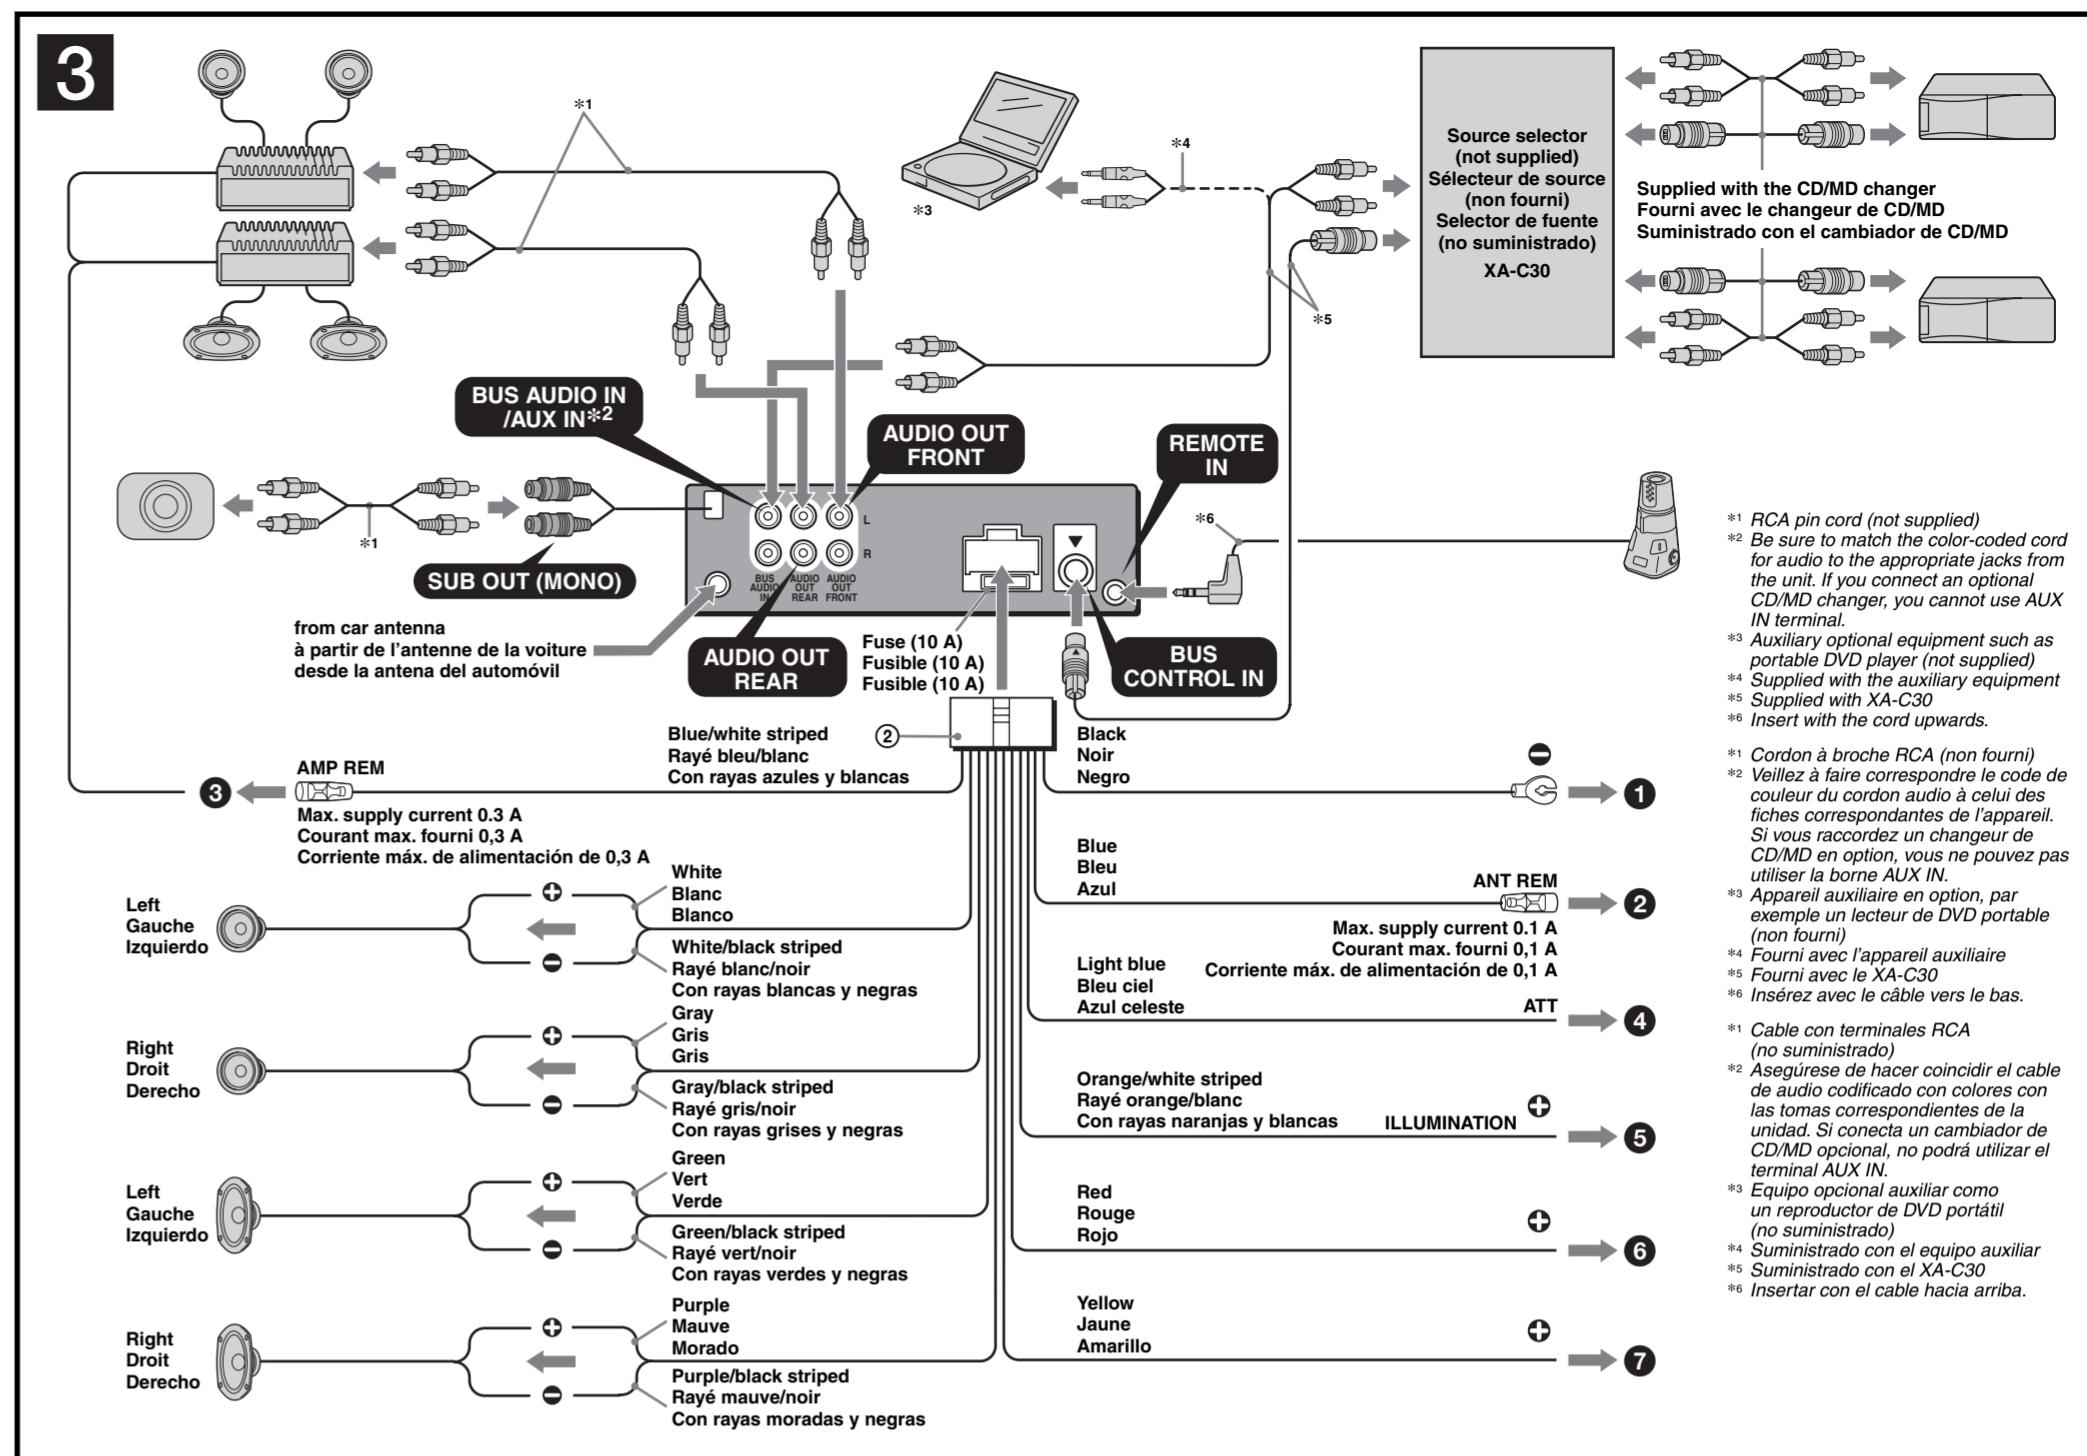 3
*1
*4
*3
*5
Source selector
(not supplied)
Sélecteur de source
(non fourni)
Selector de fuente
(no suministrado)
XA-C30
Supplied with the CD/MD changer
Fourni avec le changeur de CD/MD
Suministrado con el cambiador de CD/MD
BUS AUDIO IN
/AUX IN*2
AUDIO OUT
FRONT
REMOTE
IN
*1
SUB OUT (MONO)
L
R
BUS
AUDIO
IN
AUDIO
OUT
REAR
AUDIO
OUT
FRONT
*6
from car antenna
à partir de l'antenne de la voiture
desde la antena del automóvil
AUDIO OUT
REAR
Fuse (10 A)
Fusible (10 A)
Fusible (10 A)
BUS
CONTROL IN
2
Blue/white striped
Rayé bleu/blanc
Con rayas azules y blancas
3
AMP REM
Max. supply current 0.3 A
Courant max. fourni 0,3 A
Corriente máx. de alimentación de 0,3 A
Left
Gauche
Izquierdo
+
−
White
Blanc
Blanco
White/black striped
Rayé blanc/noir
Con rayas blancas y negras
Right
Droit
Derecho
+
−
Gray
Gris
Gris
Gray/black striped
Rayé gris/noir
Con rayas grises y negras
Left
Gauche
Izquierdo
+
−
Green
Vert
Verde
Green/black striped
Rayé vert/noir
Con rayas verdes y negras
Right
Droit
Derecho
+
−
Purple
Mauve
Morado
Purple/black striped
Rayé mauve/noir
Con rayas moradas y negras
Black
Noir
Negro
−
1
Blue
Bleu
Azul
ANT REM
2
Max. supply current 0.1 A
Courant max. fourni 0,1 A
Corriente máx. de alimentación de 0,1 A
Light blue
Bleu ciel
Azul celeste
ATT
4
Orange/white striped
Rayé orange/blanc
Con rayas naranjas y blancas
ILLUMINATION
+
5
Red
Rouge
Rojo
+
6
Yellow
Jaune
Amarillo
+
7
*1 RCA pin cord (not supplied)
*2 Be sure to match the color-coded cord
for audio to the appropriate jacks from
the unit. If you connect an optional
CD/MD changer, you cannot use AUX
IN terminal.
*3 Auxiliary optional equipment such as
portable DVD player (not supplied)
*4 Supplied with the auxiliary equipment
*5 Supplied with XA-C30
*6 Insert with the cord upwards.
*1 Cordon à broche RCA (non fourni)
*2 Veillez à faire correspondre le code de
couleur du cordon audio à celui des
fiches correspondantes de l'appareil.
Si vous raccordez un changeur de
CD/MD en option, vous ne pouvez pas
utiliser la borne AUX IN.
*3 Appareil auxiliaire en option, par
exemple un lecteur de DVD portable
(non fourni)
*4 Fourni avec l'appareil auxiliaire
*5 Fourni avec le XA-C30
*6 Insérez avec le câble vers le bas.
*1 Cable con terminales RCA
(no suministrado)
*2 Asegúrese de hacer coincidir el cable
de audio codificado con colores con
las tomas correspondientes de la
unidad. Si conecta un cambiador de
CD/MD opcional, no podrá utilizar el
terminal AUX IN.
*3 Equipo opcional auxiliar como
un reproductor de DVD portátil
(no suministrado)
*4 Suministrado con el equipo auxiliar
*5 Suministrado con el XA-C30
*6 Insertar con el cable hacia arriba.